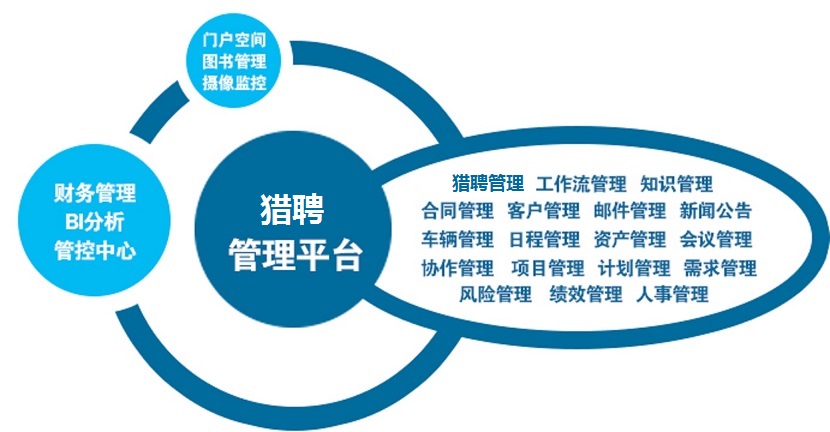 门户空间
图书管理
摄像监控
财务管理
BI分析
管控中心
猎聘
管理平台
猎聘管理 工作流管理 知识管理
合同管理 客户管理 邮件管理 新闻公告
车辆管理 日程管理 资产管理 会议管理
协作管理 项目管理 计划管理 需求管理
风险管理 绩效管理 人事管理